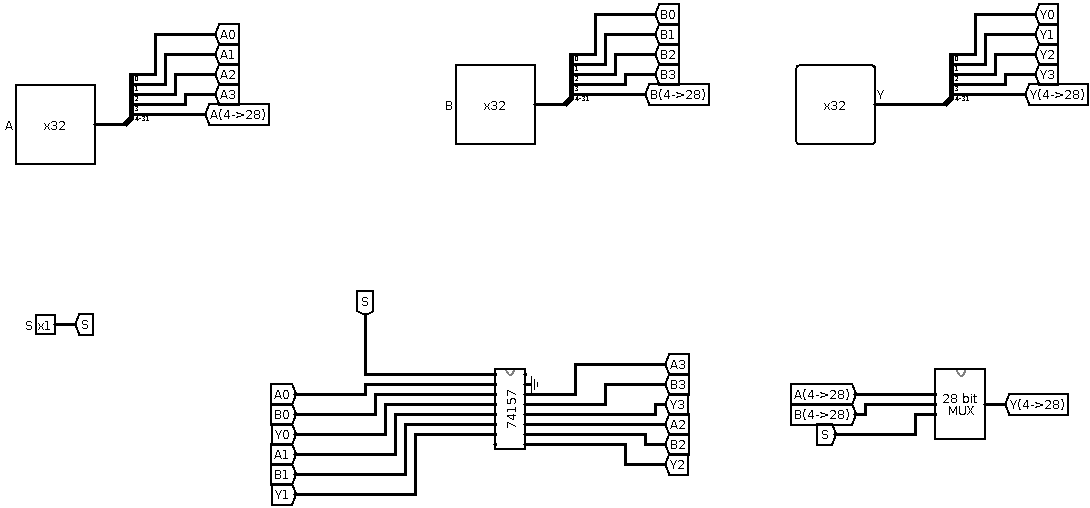 A
x32
0
1
2
3
4-31
A0
A1
A2
A3
A(4->28)
B
x32
0
1
2
3
4-31
B0
B1
B2
B3
B(4->28)
x32
Y
0
1
2
3
4-31
Y0
Y1
Y2
Y3
Y(4->28)
S
x1
S
S
A0
B0
Y0
A1
B1
Y1
74157
A3
B3
Y3
A2
B2
Y2
A(4->28)
B(4->28)
S
28 bit
MUX
Y(4->28)